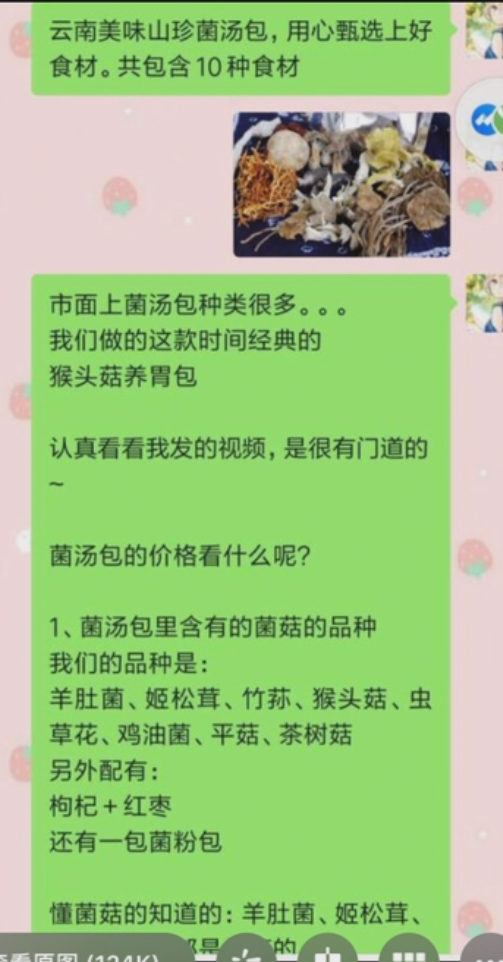 云南美味山珍菌汤包，用心甄选上好
食材。共包含10种食材
市面上菌汤包种类很多。。。
我们做的这款时间经典的
猴头菇养胃包
认真看看我发的视频，是很有门道的
~
菌汤包的价格看什么呢？
1、菌汤包里含有的菌菇的品种
我们的品种是：
羊肚菌、姬松茸、竹荪、猴头菇、虫
草花、鸡油菌、平菇、茶树菇
另外配有：
枸杞＋红枣
还有一包菌粉包
懂菌菇的知道的：羊肚菌、姬松茸、
查看原图 (124K)